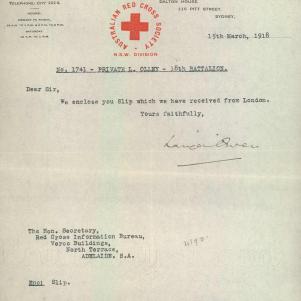 TELEPHONE, CITY 2228.
DALTON HOUSE,
115 PITT STREET,
SYDNEY,
AUSTRALIAN RED CROSS SOCIETY
N.S.W. DIVISION
15th March, 1918
No. 1741 - PRIVATE L. OLLEY - 18th BATTALION.
Dear Sir,
We enclose you Slip which we have received from London.
Yours faithfully,
The Hon. Secretary,
Red Cross Information Bureau,
Verco Buildings,
North Terrace,
ADELAIDE, S.A.
Encl Slip.